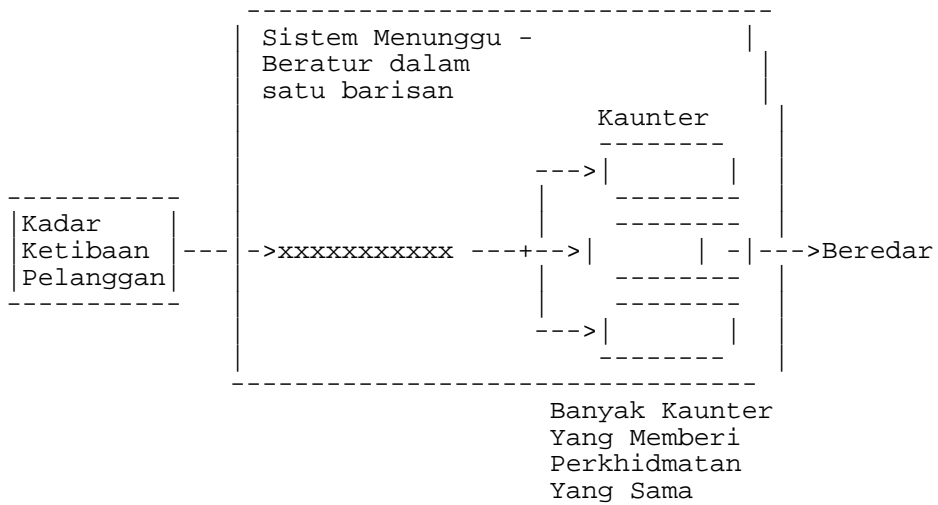 Sistem Menunggu -
Beratur dalam
satu barisan
Kaunter
Kadar
Ketibaan
Pelanggan
xxxxxxxxxxx
Beredar
Banyak Kaunter
Yang Memberi
Perkhidmatan
Yang Sama